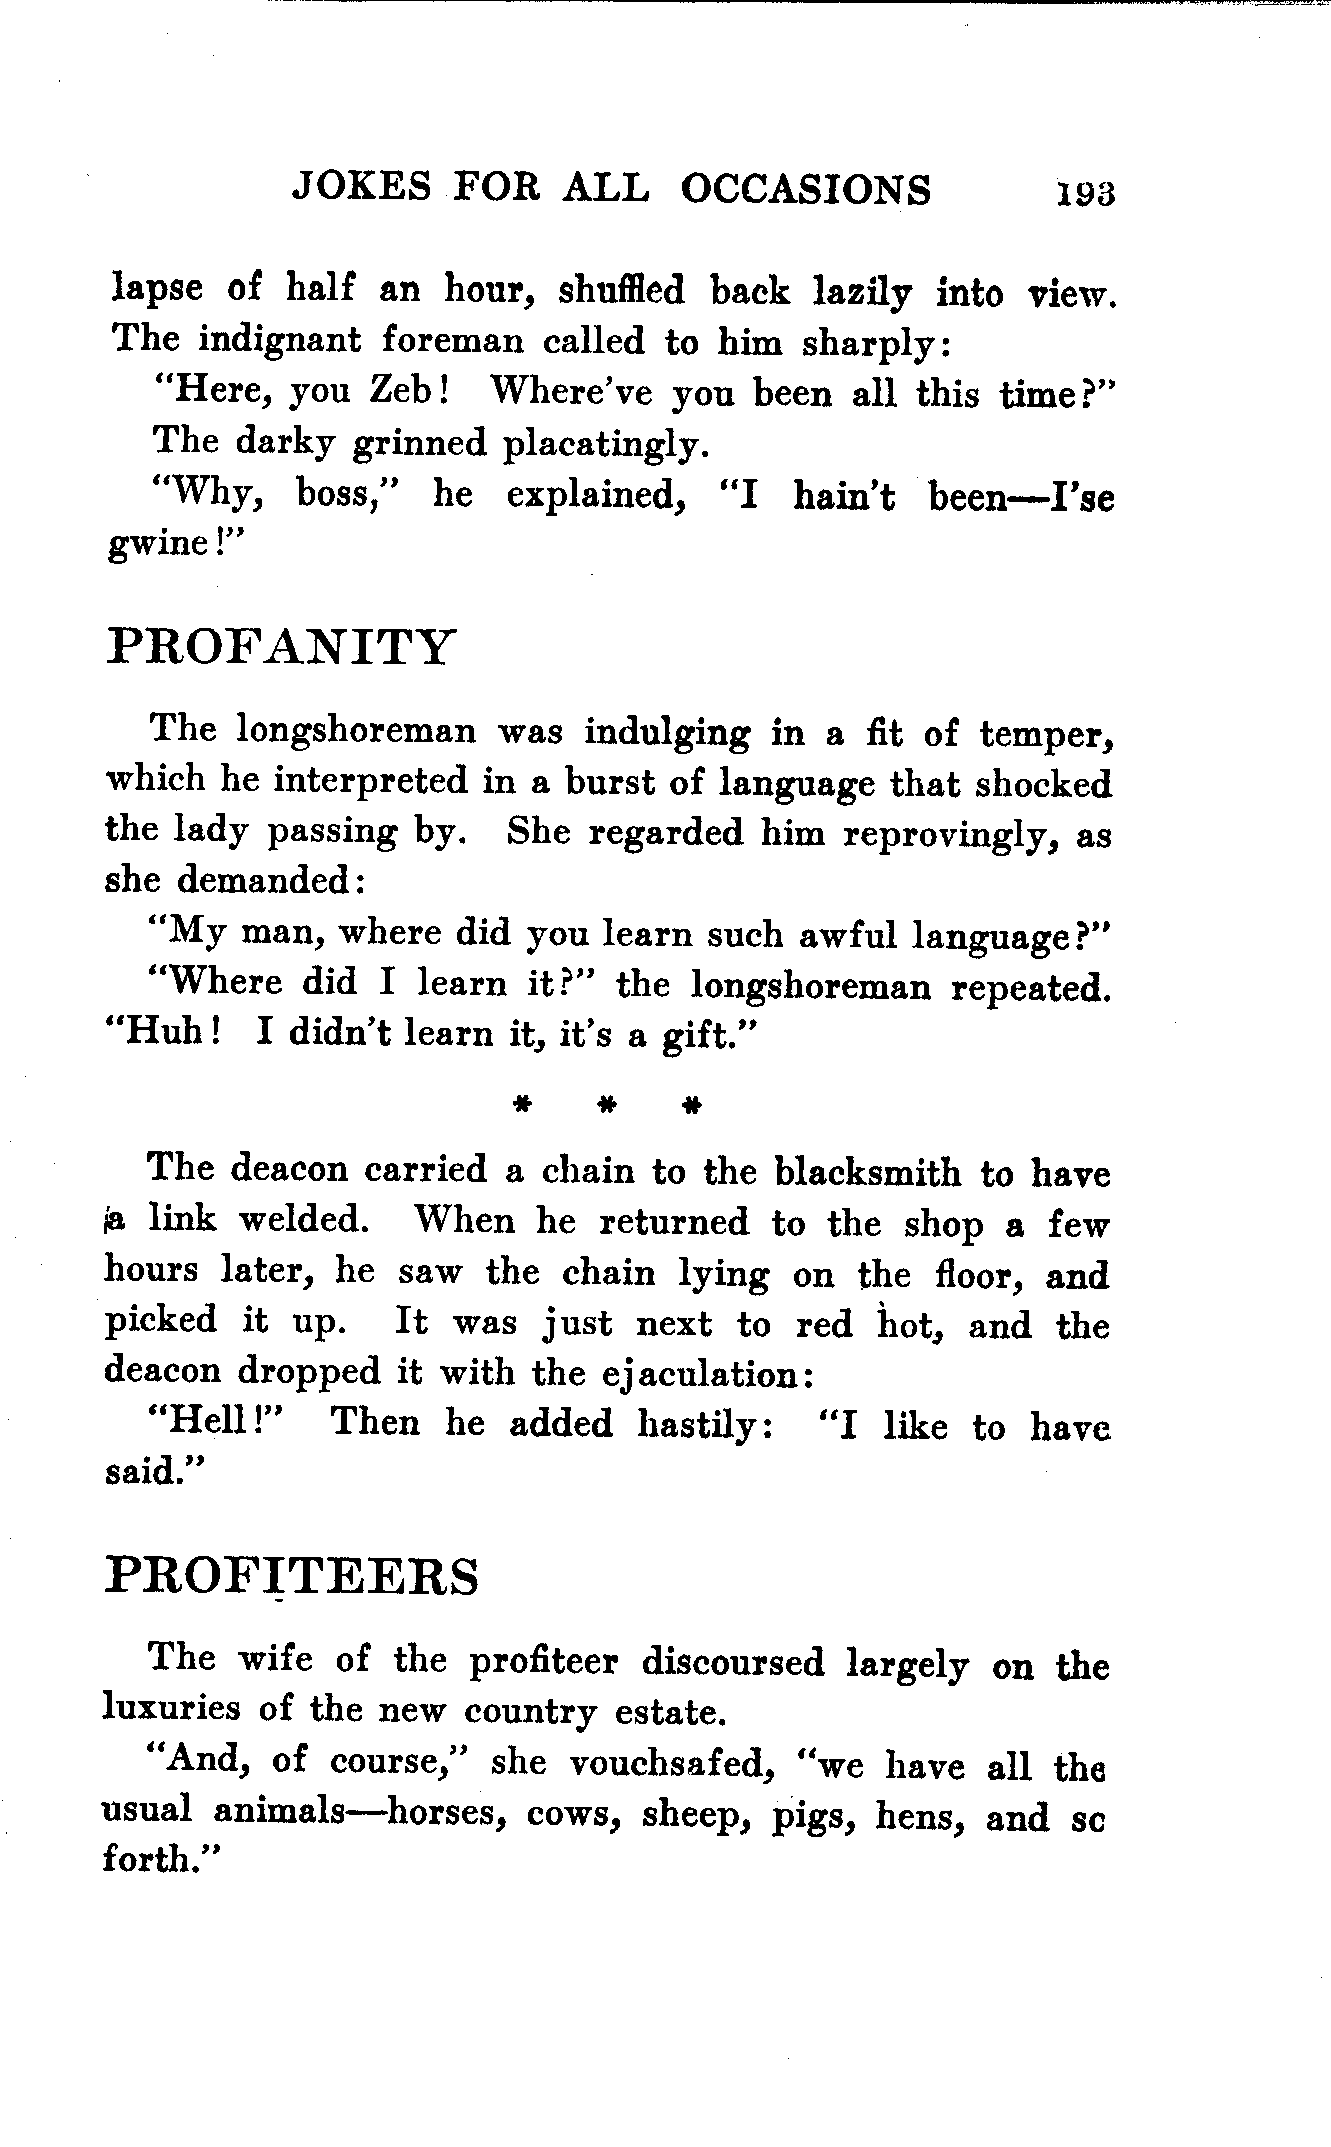 JOKES FOR ALL OCCASIONS 193
lapse of half an hour, shuffled back lazily into view.
The indignant foreman called to him sharply:
"Here, you Zeb! Where've you been all this time?"
The darky grinned placatingly.
"Why, boss," he explained, "I hain't been—I'se
gwine!"
PROFANITY
The longshoreman was indulging in a fit of temper,
which he interpreted in a burst of language that shocked
the lady passing by. She regarded him reprovingly, as
she demanded:
"My man, where did you learn such awful language?"
"Where did I learn it?" the longshoreman repeated.
"Huh! I didn't learn it, it's a gift."
* * *
The deacon carried a chain to the blacksmith to have
a link welded. When he returned to the shop a few
hours later, he saw the chain lying on the floor, and
picked it up. It was just next to red hot, and the
deacon dropped it with the ejaculation:
"Hell!" Then he added hastily: "I like to have
said."
PROFITEERS
The wife of the profiteer discoursed largely on the
luxuries of the new country estate.
"And, of course," she vouchsafed, "we have all the
usual animals—horses, cows, sheep, pigs, hens, and so
forth."